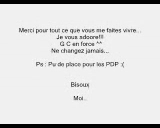 Merci pour tout ce que vous me faites vivre...
Je vous adoore!!!
G C en force ^^
Ne changez jamais...
Ps : Pu de place pour les PDP :(
Bisoux
Moi..